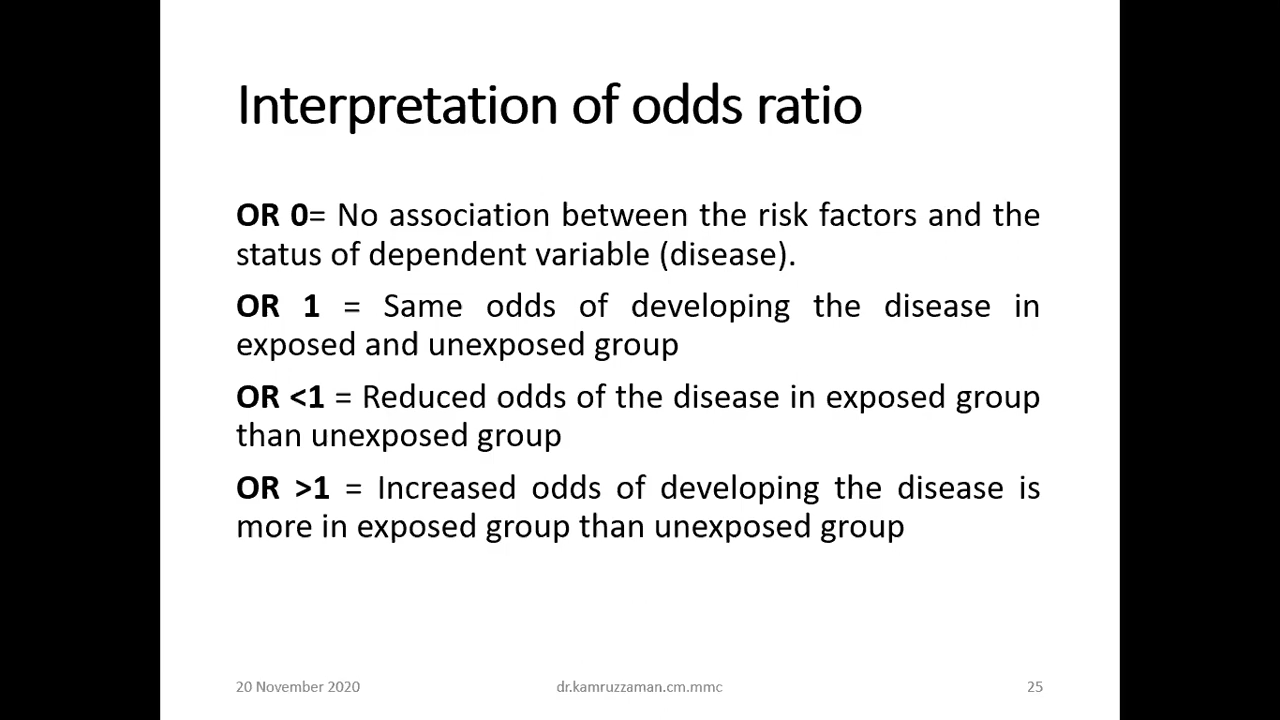 Interpretation of odds ratio
OR 0= No association between the risk factors and the
status of dependent variable (disease).
OR 1 = Same odds of developing the disease in
exposed and unexposed group
OR <1 = Reduced odds of the disease in exposed group
than unexposed group
OR >1 = Increased odds of developing the disease is
more in exposed group than unexposed group
20 November 2020 dr.kamruzzaman.cm.mmc 25